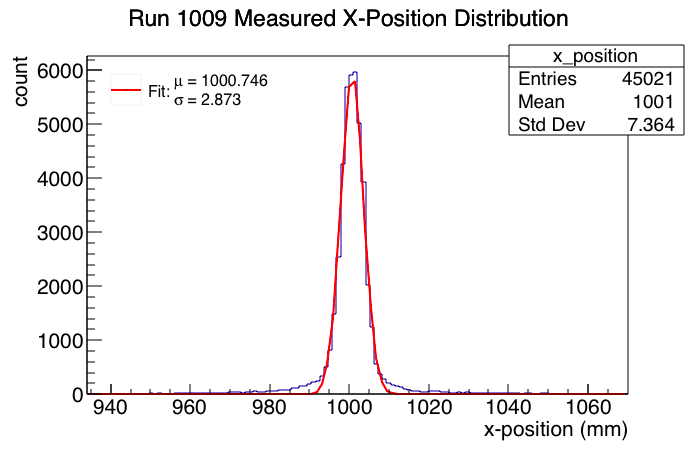 Run 1009 Measured X-Position Distribution
count
6000
5000
4000
3000
2000
1000
0
Fit: μ = 1000.746
σ = 2.873
x_position
Entries 45021
Mean 1001
Std Dev 7.364
940 960 980 1000 1020 1040 1060
x-position (mm)